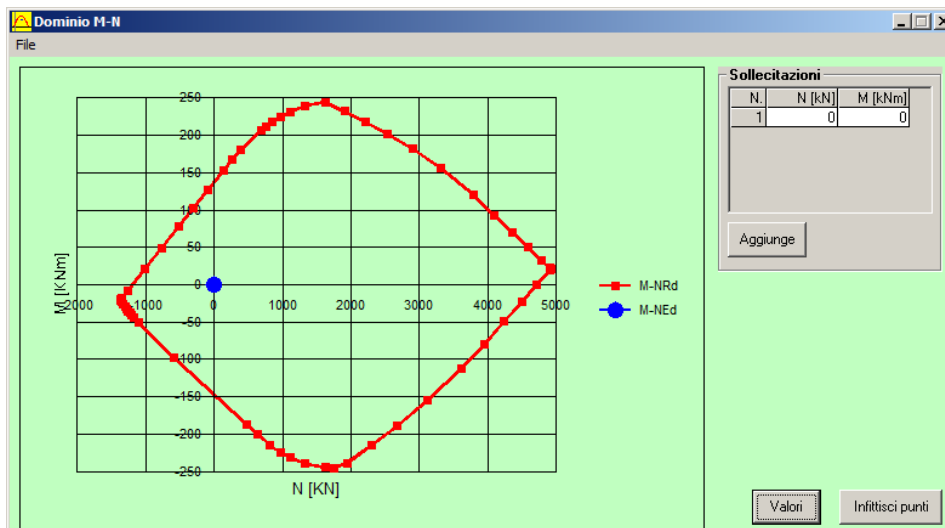 Dominio M-N
File
Sollecitazioni
N. N [kN] M [kNm]
1 0 0
Aggiunge
250
200
150
100
50
0
-50
-100
-150
-200
-250
M [KNm]
-2000 -1000 0 1000 2000 3000 4000 5000
N [KN]
M-NRd
M-NEd
Valori Infittisci punti